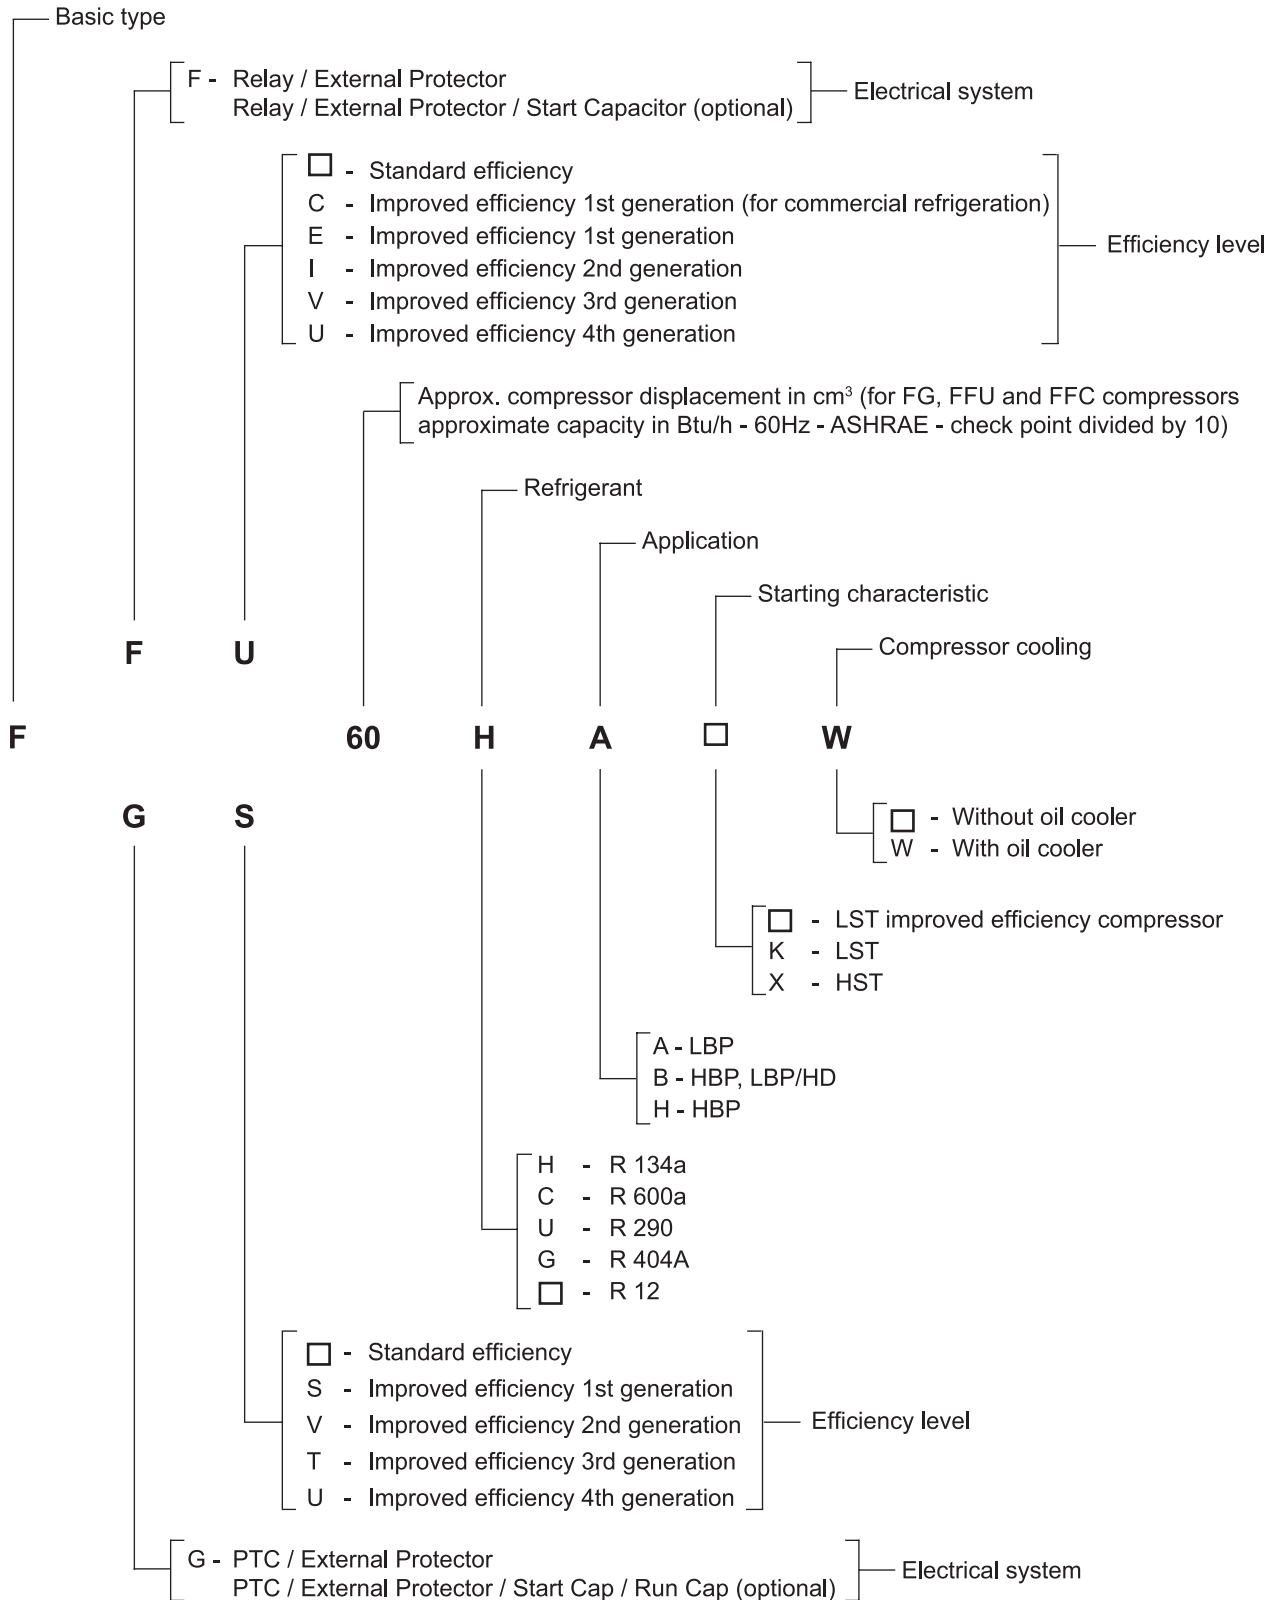 Basic type
F - Relay / External Protector
Relay / External Protector / Start Capacitor (optional)
Electrical system
□ - Standard efficiency
C - Improved efficiency 1st generation (for commercial refrigeration)
E - Improved efficiency 1st generation
I - Improved efficiency 2nd generation
V - Improved efficiency 3rd generation
U - Improved efficiency 4th generation
Efficiency level
Approx. compressor displacement in cm³ (for FG, FFU and FFC compressors
approximate capacity in Btu/h - 60Hz - ASHRAE - check point divided by 10)
Refrigerant
Application
Starting characteristic
Compressor cooling
F U
F 60 H A □ W
G S
□ - Without oil cooler
W - With oil cooler
□ - LST improved efficiency compressor
K - LST
X - HST
A - LBP
B - HBP, LBP/HD
H - HBP
H - R 134a
C - R 600a
U - R 290
G - R 404A
□ - R 12
□ - Standard efficiency
S - Improved efficiency 1st generation
V - Improved efficiency 2nd generation
T - Improved efficiency 3rd generation
U - Improved efficiency 4th generation
Efficiency level
G - PTC / External Protector
PTC / External Protector / Start Cap / Run Cap (optional)
Electrical system